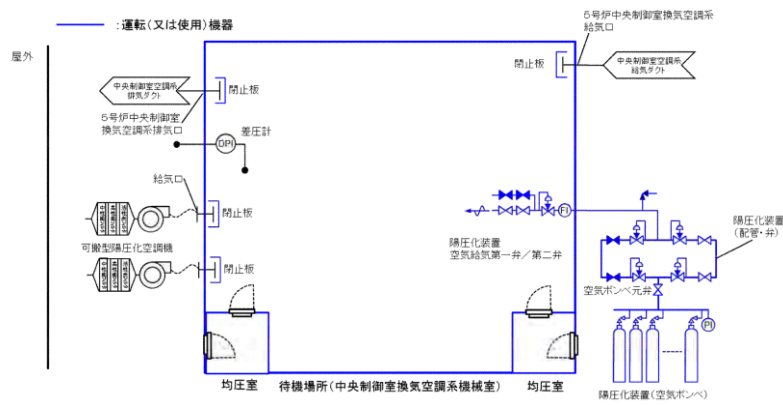 ：運転(又は使用)機器
5号炉中央制御室換気空調系
給気口
屋外
中央制御室空調系
排気ダクト
閉止板
閉止板
中央制御室空調系
給気ダクト
5号炉中央制御室
換気空調系排気口
差圧計
DPI
給気口
閉止板
FI
可搬型陽圧化空調機
陽圧化装置
空気給気第一弁／第二弁
陽圧化装置
(配管・弁)
閉止板
空気ボンベ元弁
PI
均圧室
待機場所(中央制御室換気空調系機械室)
均圧室
陽圧化装置(空気ボンベ)